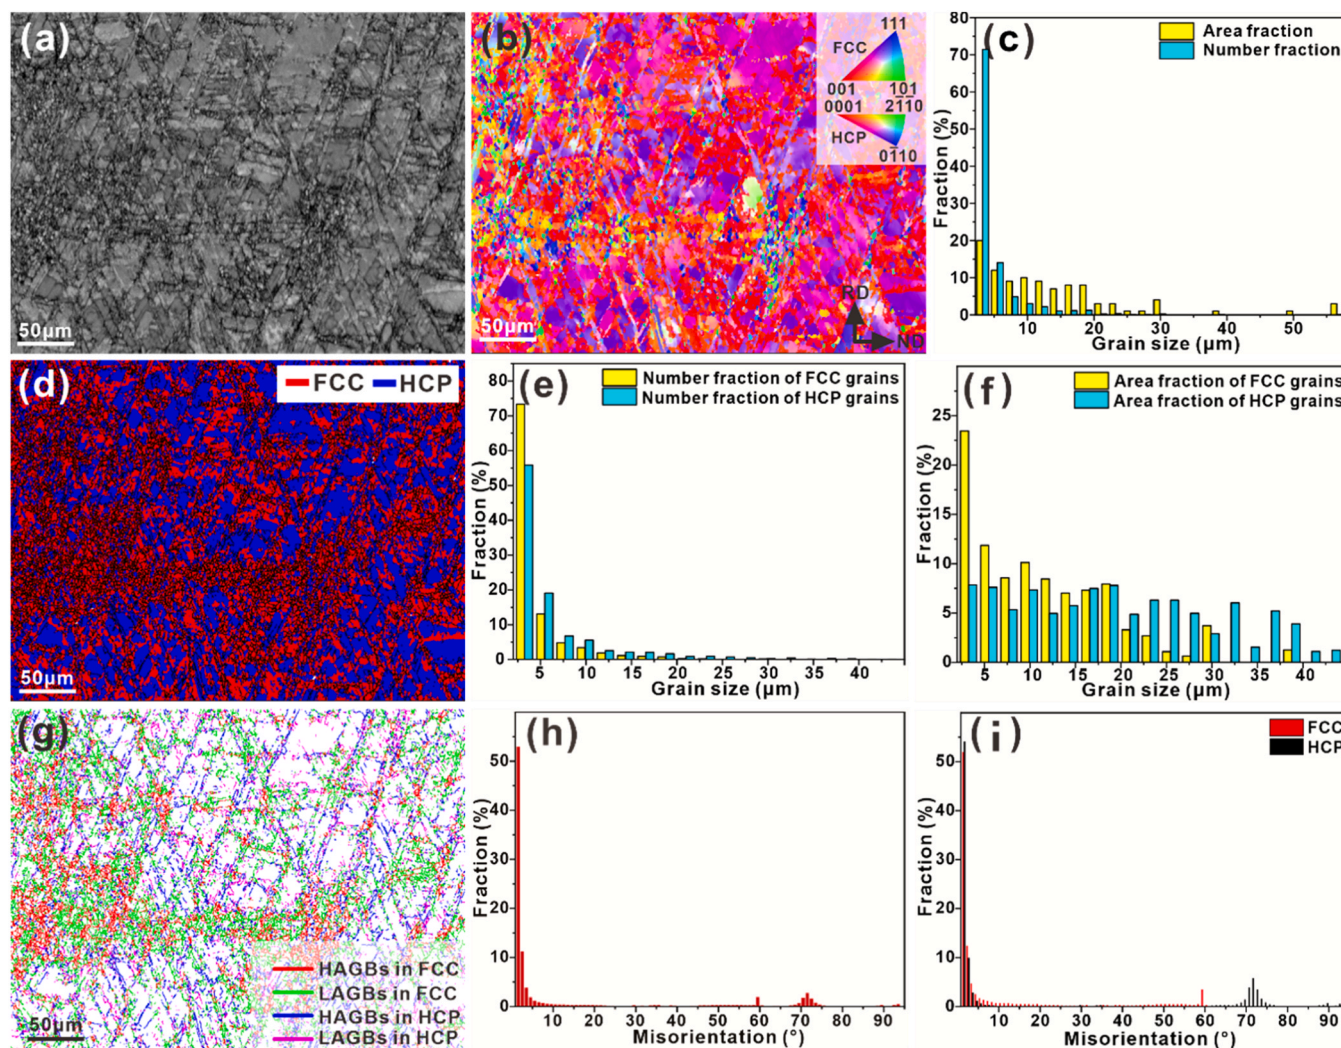 (a)
50μm
(b)
111
FCC
001 1̄01
0001 21̄1̄0
HCP
01̄10
RD
ND
50μm
(c)
Area fraction
Number fraction
80
70
60
50
40
30
20
10
0
Fraction (%)
10 20 30 40 50
Grain size (μm)
(d)
FCC HCP
50μm
(e)
Number fraction of FCC grains
Number fraction of HCP grains
80
70
60
50
40
30
20
10
0
Fraction (%)
5 10 15 20 25 30 35 40
Grain size (μm)
(f)
Area fraction of FCC grains
Area fraction of HCP grains
25
20
15
10
5
0
Fraction (%)
5 10 15 20 25 30 35 40
Grain size (μm)
(g)
HAGBs in FCC
LAGBs in FCC
HAGBs in HCP
LAGBs in HCP
50μm
(h)
50
40
30
20
10
0
Fraction (%)
10 20 30 40 50 60 70 80 90
Misorientation (°)
(i)
FCC
HCP
50
40
30
20
10
0
Fraction (%)
10 20 30 40 50 60 70 80 90
Misorientation (°)